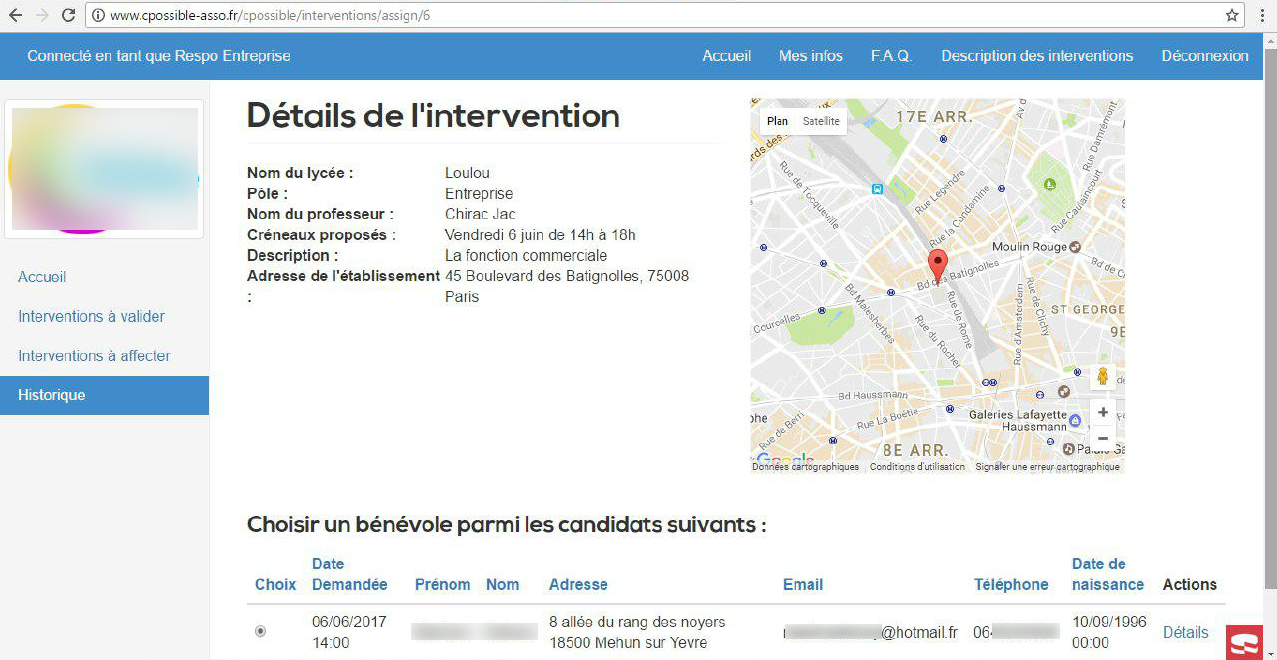 www.cpossible-asso.fr/cpossible/interventions/assign/6
Connecté en tant que Respo Entreprise
Accueil Mes infos F.A.Q. Description des interventions Déconnexion
Accueil
Interventions à valider
Interventions à affecter
Historique
Détails de l'intervention
Nom du lycée : Loulou
Pôle : Entreprise
Nom du professeur : Chirac Jac
Créneaux proposés : Vendredi 6 juin de 14h à 18h
Description : La fonction commerciale
Adresse de l'établissement 45 Boulevard des Batignolles, 75008
: Paris
Plan Satellite
17E ARR.
Rue de Tocqueville
Rue Legendre
Rue la Condamine
Rue Damrémont
Rue Caulaincourt
Moulin Rouge
Bd des Batignolles
Bd de C
Bd Malesherbes
Rue de Rome
Rue d'Amsterdam
Rue de Clichy
ST GEORGE
9E
Courcelles
Rue du Rocher
Bd Haussmann
Rue La Boétie
Rue de Berri
Galeries Lafayette
Haussmann
8E ARR.
Google
Données cartographiques Conditions d'utilisation Signaler une erreur cartographique
Choisir un bénévole parmi les candidats suivants :
Choix Date Demandée Prénom Nom Adresse Email Téléphone Date de naissance Actions
06/06/2017 8 allée du rang des noyers @hotmail.fr 06 10/09/1996 Détails
14:00 18500 Mehun sur Yevre 00:00